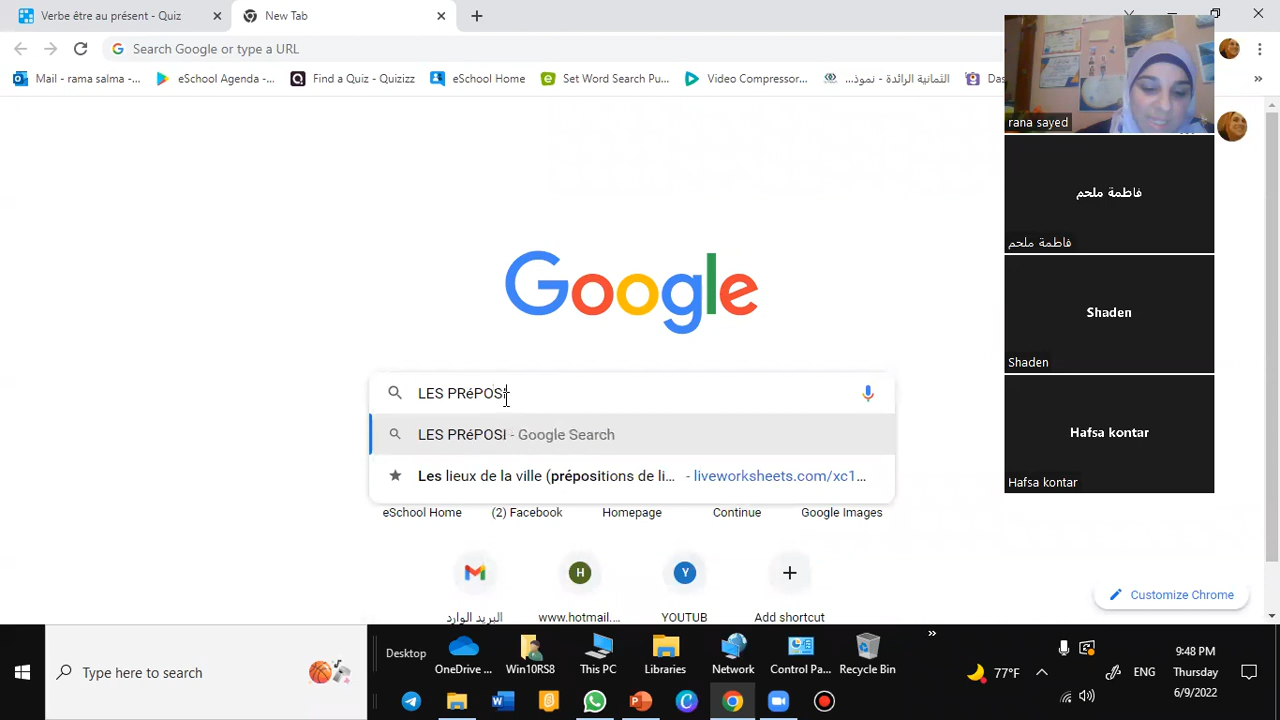 Verbe être au présent - Quiz
New Tab
Search Google or type a URL
Mail - rama salma -...
eSchool Agenda -...
Find a Quiz - Quizizz
eSchool Home
Set Word Search Pu...
Video Compressor...
الثمانية الرائدة - نموذ...
Das
»
rana sayed
فاطمة ملحم
فاطمة ملحم
Shaden
Shaden
Hafsa kontar
Hafsa kontar
Google
LES PRéPOSI
LES PRéPOSI - Google Search
Les lieux de la ville (prépositions de li... - liveworksheets.com/xc1...
eSchool Home
(2) Facebook
Homepage
Continue
Google Images
H
Y
البريد الوارد
www.hotmail....
YOUTUB
Add shortcut
Customize Chrome
Type here to search
Desktop
OneDrive ...
Win10RS8
This PC
Libraries
Network
Control Pa...
Recycle Bin
»
77°F
ENG
9:48 PM
Thursday
6/9/2022